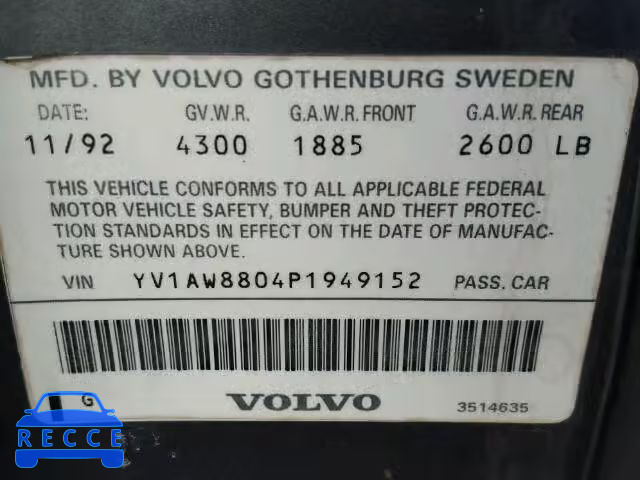 MFD. BY VOLVO GOTHENBURG SWEDEN
DATE: GV.W.R. G.A.W.R. FRONT G.A.W.R. REAR
11/92 4300 1885 2600 LB
THIS VEHICLE CONFORMS TO ALL APPLICABLE FEDERAL
MOTOR VEHICLE SAFETY, BUMPER AND THEFT PROTEC-
TION STANDARDS IN EFFECT ON THE DATE OF MANUFAC-
TURE SHOWN ABOVE.
VIN YV1AW8804P1949152 PASS. CAR
G VOLVO 3514635
RECCE